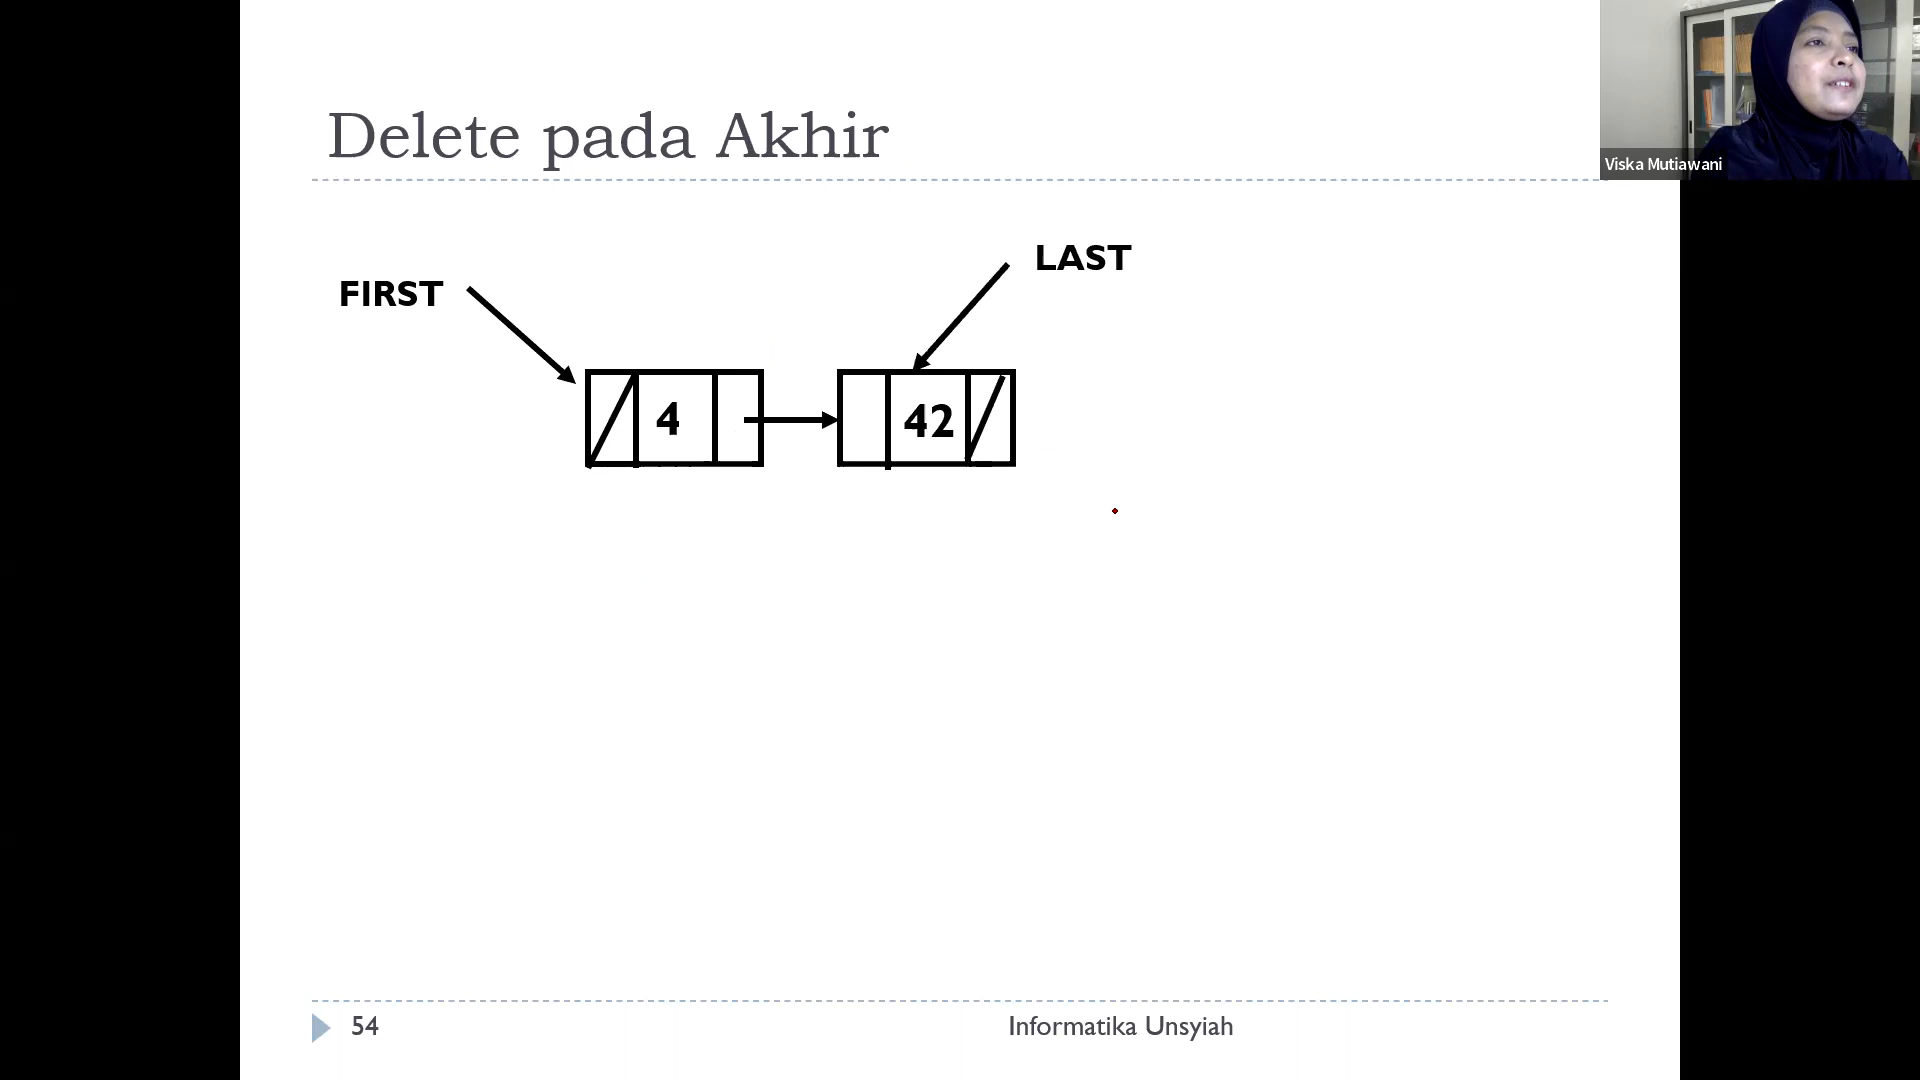 Delete pada Akhir
Viska Mutiawani
LAST
FIRST
4
42
54
Informatika Unsyiah